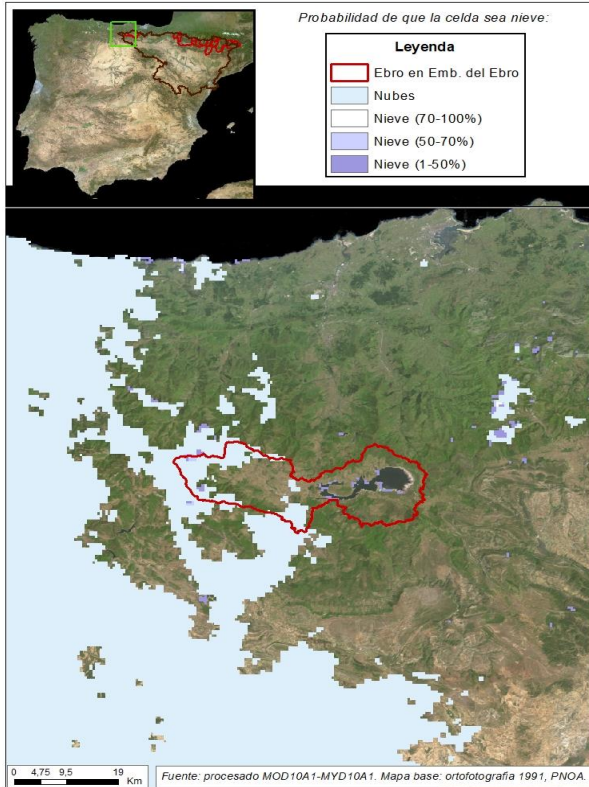 Probabilidad de que la celda sea nieve:
Leyenda
Ebro en Emb. del Ebro
Nubes
Nieve (70-100%)
Nieve (50-70%)
Nieve (1-50%)
0 4,75 9,5 19
Km
Fuente: procesado MOD10A1-MYD10A1. Mapa base: ortofotografia 1991, PNOA.